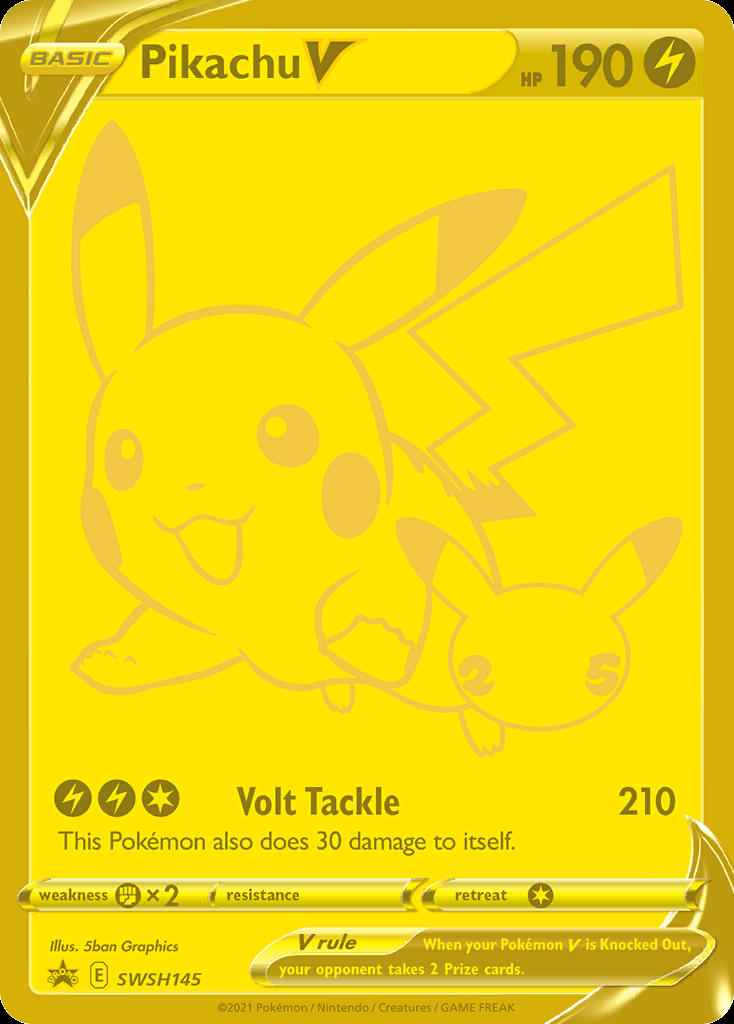 BASIC Pikachu V HP 190
2 5
Volt Tackle 210
This Pokémon also does 30 damage to itself.
weakness ×2 resistance retreat
Illus. 5ban Graphics
V rule When your Pokémon V is Knocked Out,
your opponent takes 2 Prize cards.
PROMO
E SWSH145
©2021 Pokémon / Nintendo / Creatures / GAME FREAK